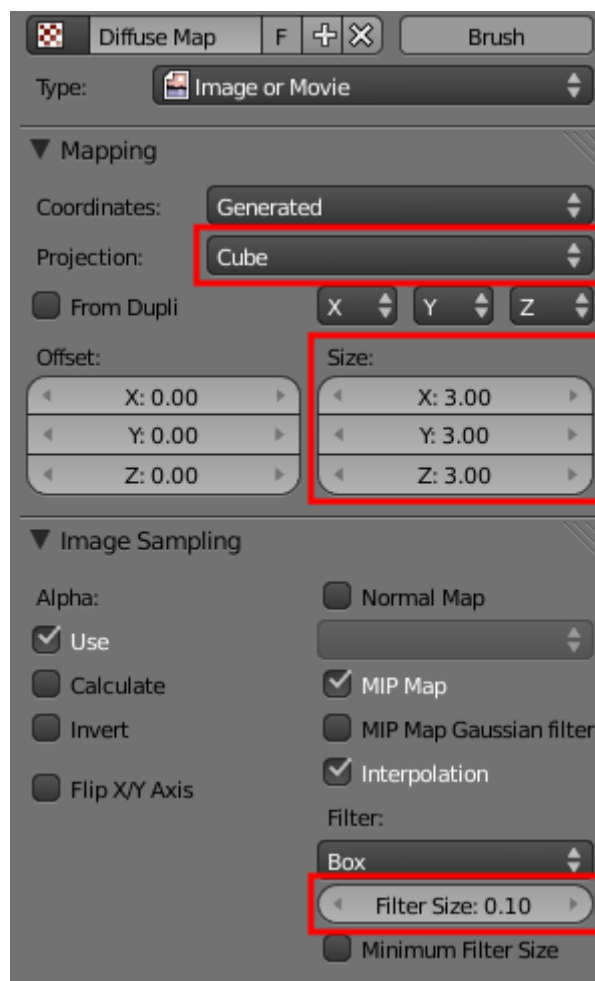 Diffuse Map F Brush
Type: Image or Movie
Mapping
Coordinates: Generated
Projection: Cube
From Dupli X Y Z
Offset: Size:
X: 0.00 X: 3.00
Y: 0.00 Y: 3.00
Z: 0.00 Z: 3.00
Image Sampling
Alpha: Normal Map
Use
Calculate MIP Map
Invert MIP Map Gaussian filter
Flip X/Y Axis Interpolation
Filter:
Box
Filter Size: 0.10
Minimum Filter Size